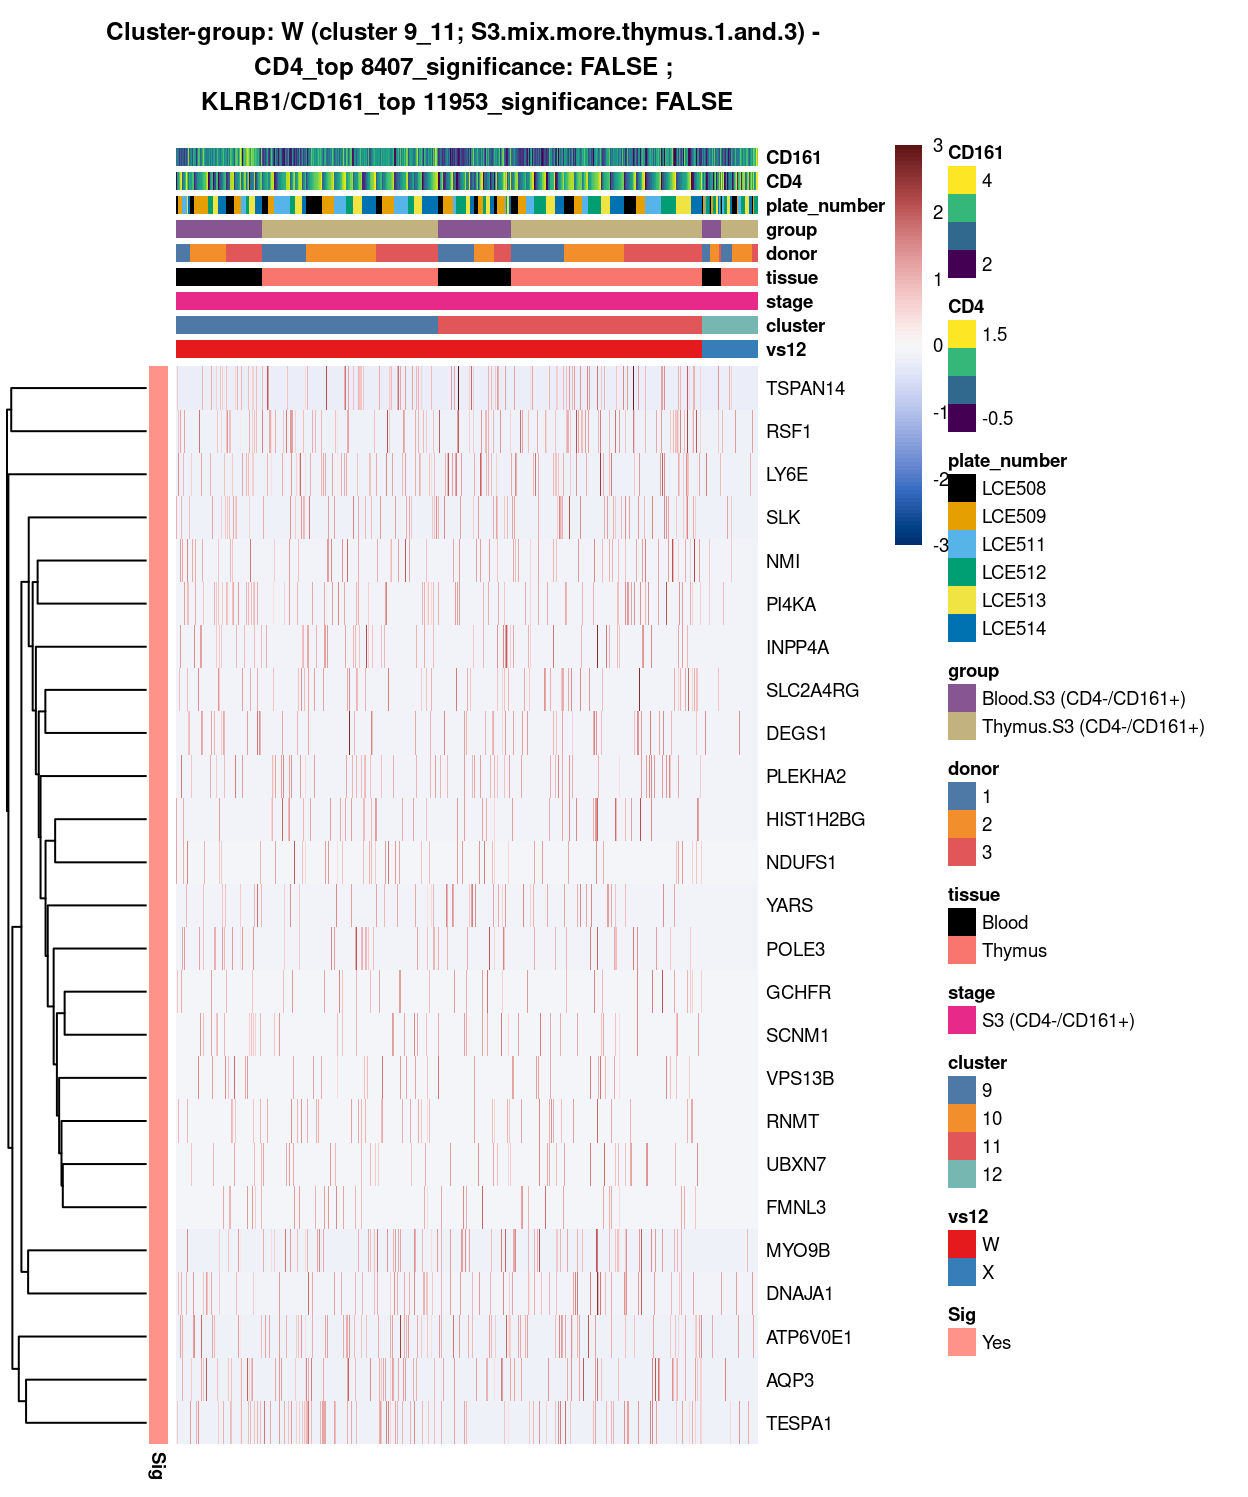 Cluster-group: W (cluster 9_11; S3.mix.more.thymus.1.and.3) -
CD4_top 8407_significance: FALSE ;
KLRB1/CD161_top 11953_significance: FALSE
CD161
CD4
plate_number
group
donor
tissue
stage
cluster
vs12
TSPAN14
RSF1
LY6E
SLK
NMI
PI4KA
INPP4A
SLC2A4RG
DEGS1
PLEKHA2
HIST1H2BG
NDUFS1
YARS
POLE3
GCHFR
SCNM1
VPS13B
RNMT
UBXN7
FMNL3
MYO9B
DNAJA1
ATP6V0E1
AQP3
TESPA1
Sig
3
2
1
0
-1
-2
-3
CD161
4
2
CD4
1.5
-0.5
plate_number
LCE508
LCE509
LCE511
LCE512
LCE513
LCE514
group
Blood.S3 (CD4-/CD161+)
Thymus.S3 (CD4-/CD161+)
donor
1
2
3
tissue
Blood
Thymus
stage
S3 (CD4-/CD161+)
cluster
9
10
11
12
vs12
W
X
Sig
Yes